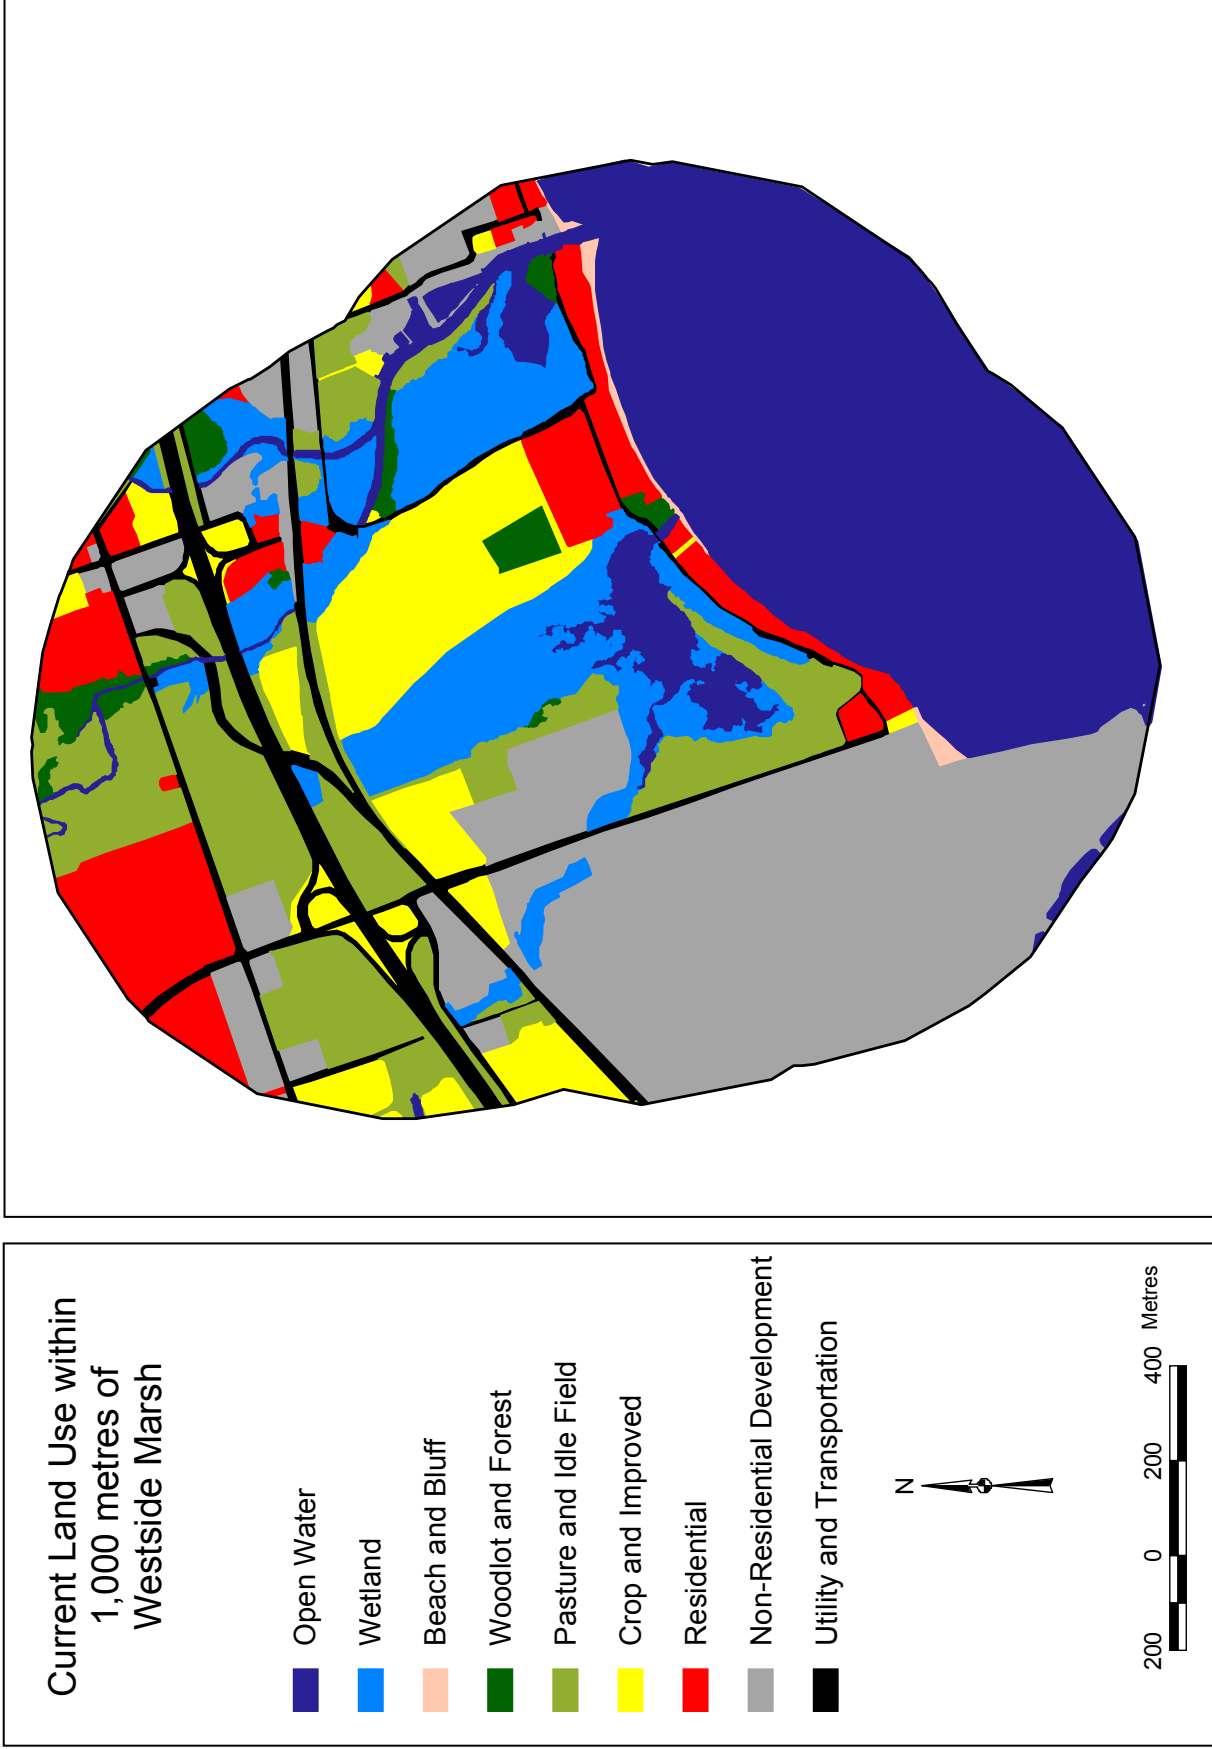 Current Land Use within
1,000 metres of
Westside Marsh
Open Water
Wetland
Beach and Bluff
Woodlot and Forest
Pasture and Idle Field
Crop and Improved
Residential
Non-Residential Development
Utility and Transportation
N
200 0 200 400 Metres